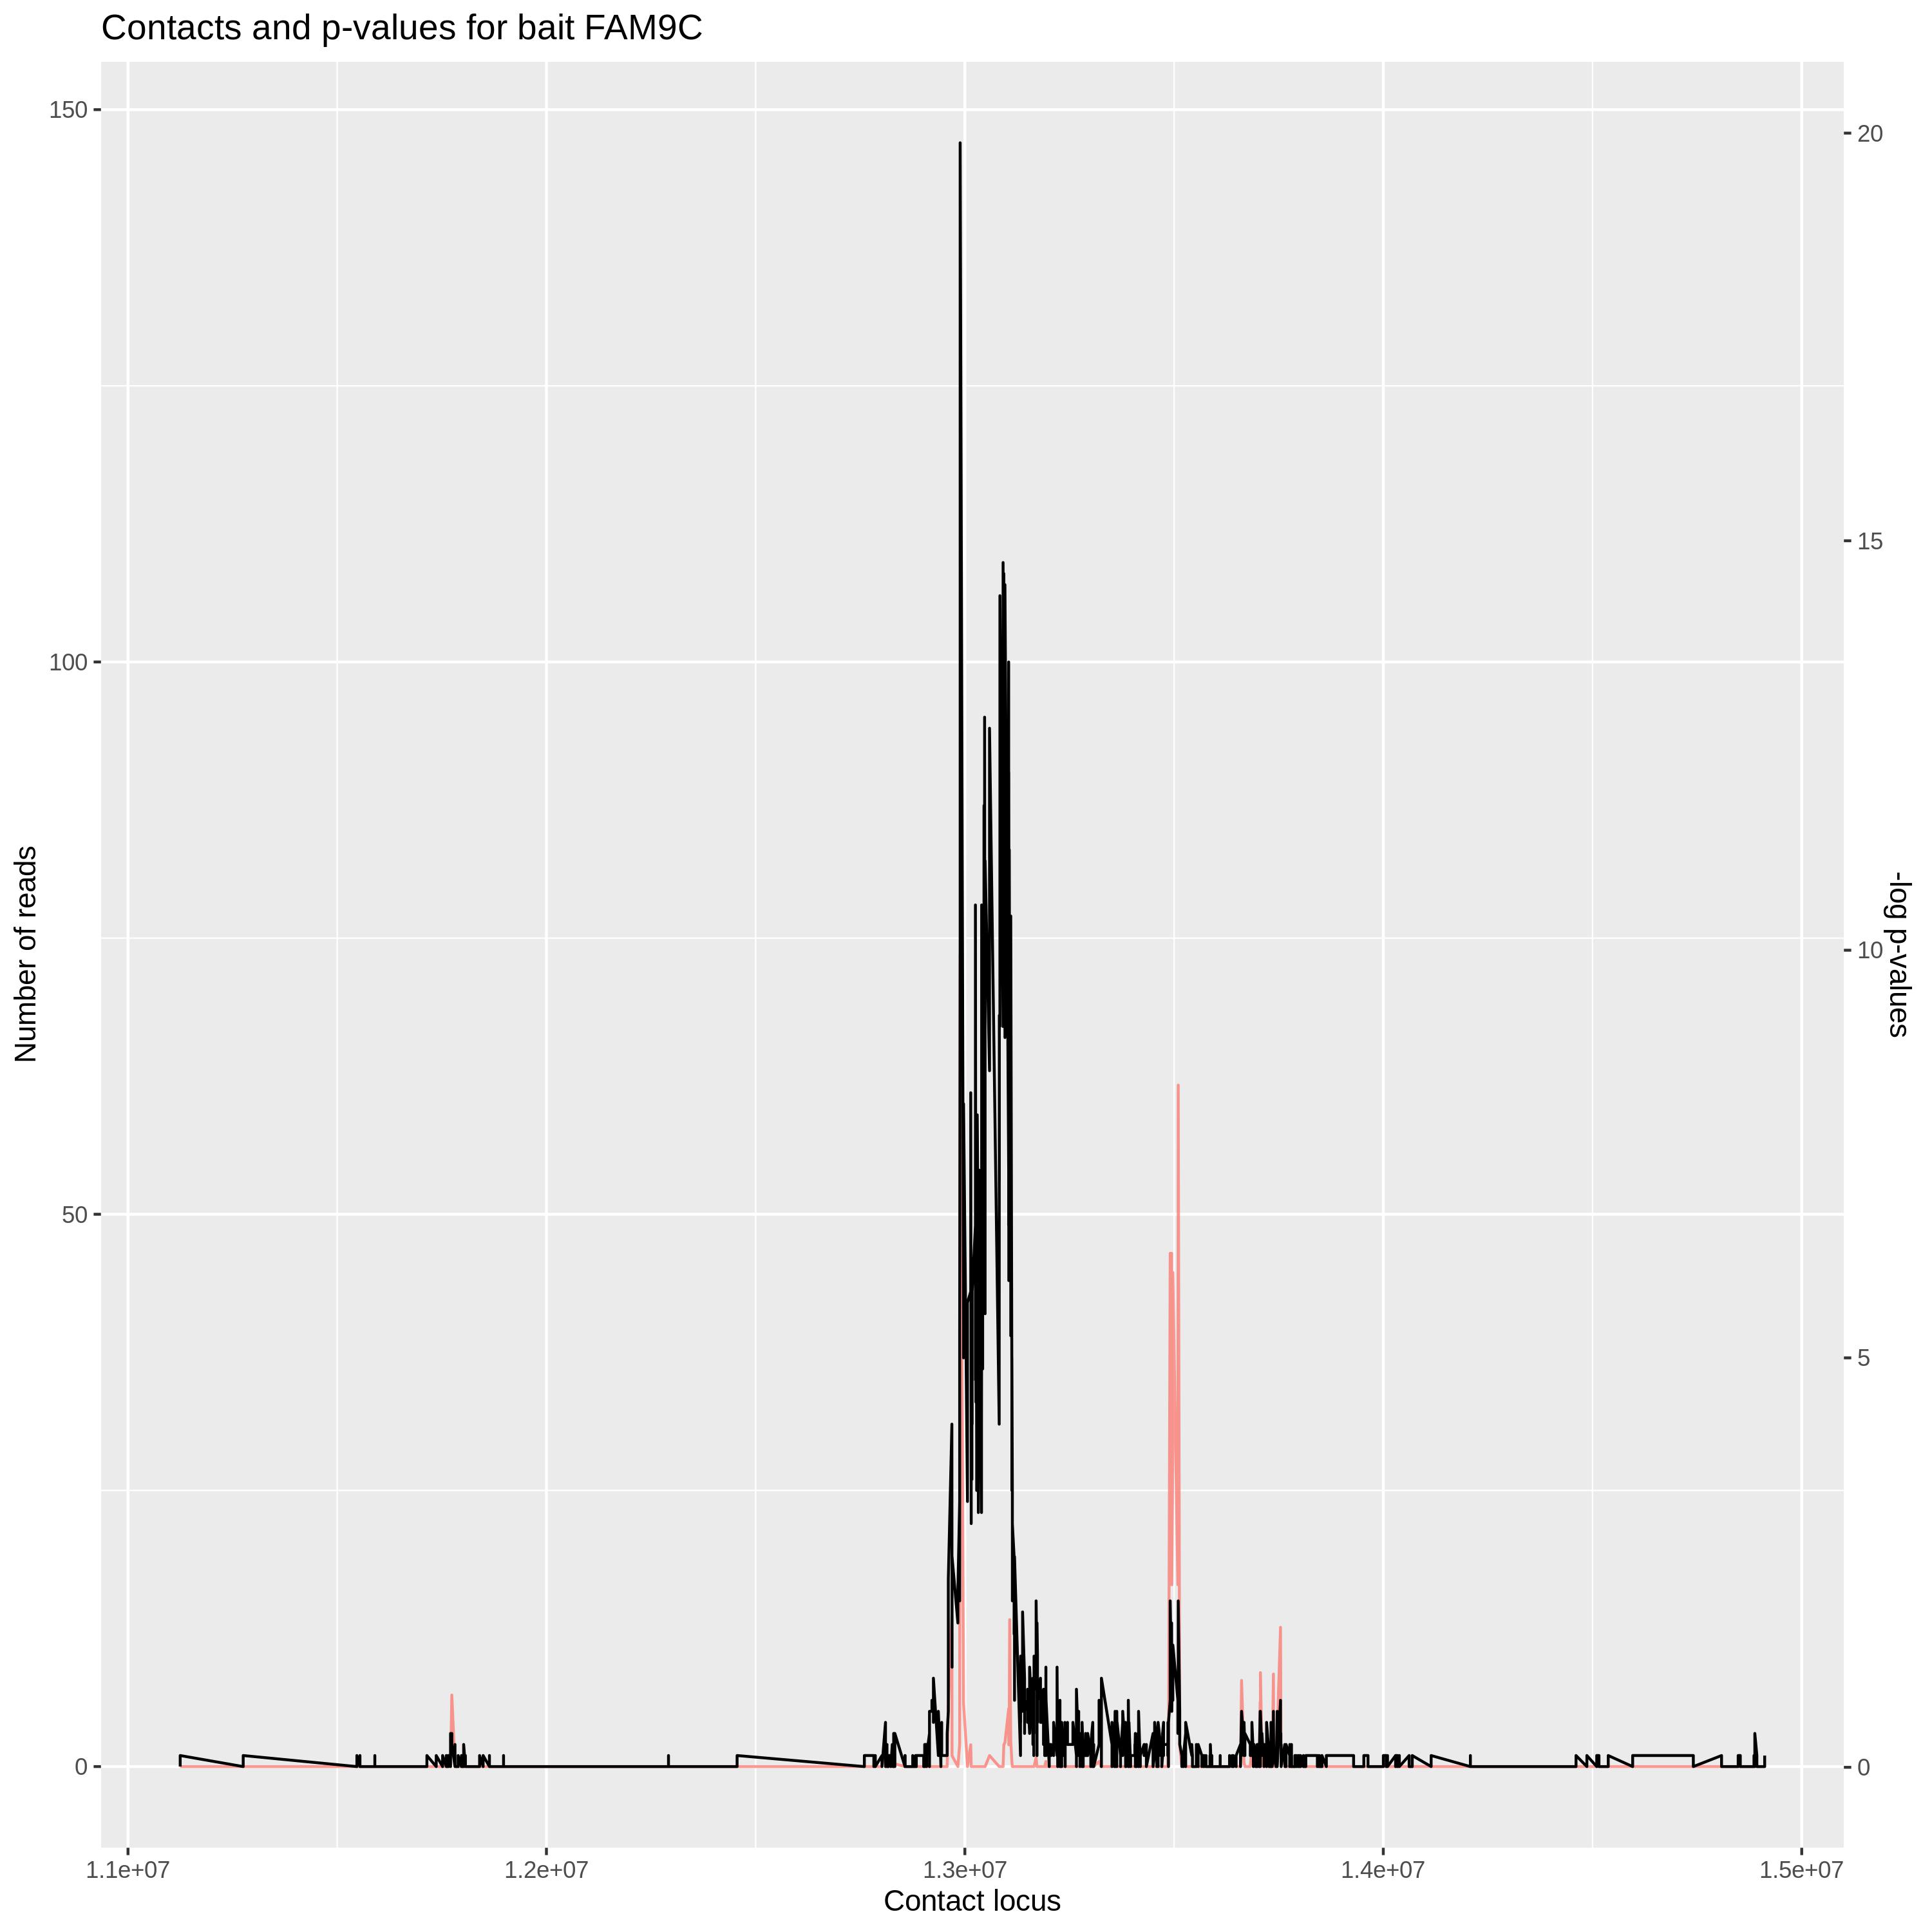 Contacts and p-values for bait FAM9C
150
100
50
0
20
15
10
5
0
Number of reads
-log p-values
1.1e+07
1.2e+07
1.3e+07
1.4e+07
1.5e+07
Contact locus